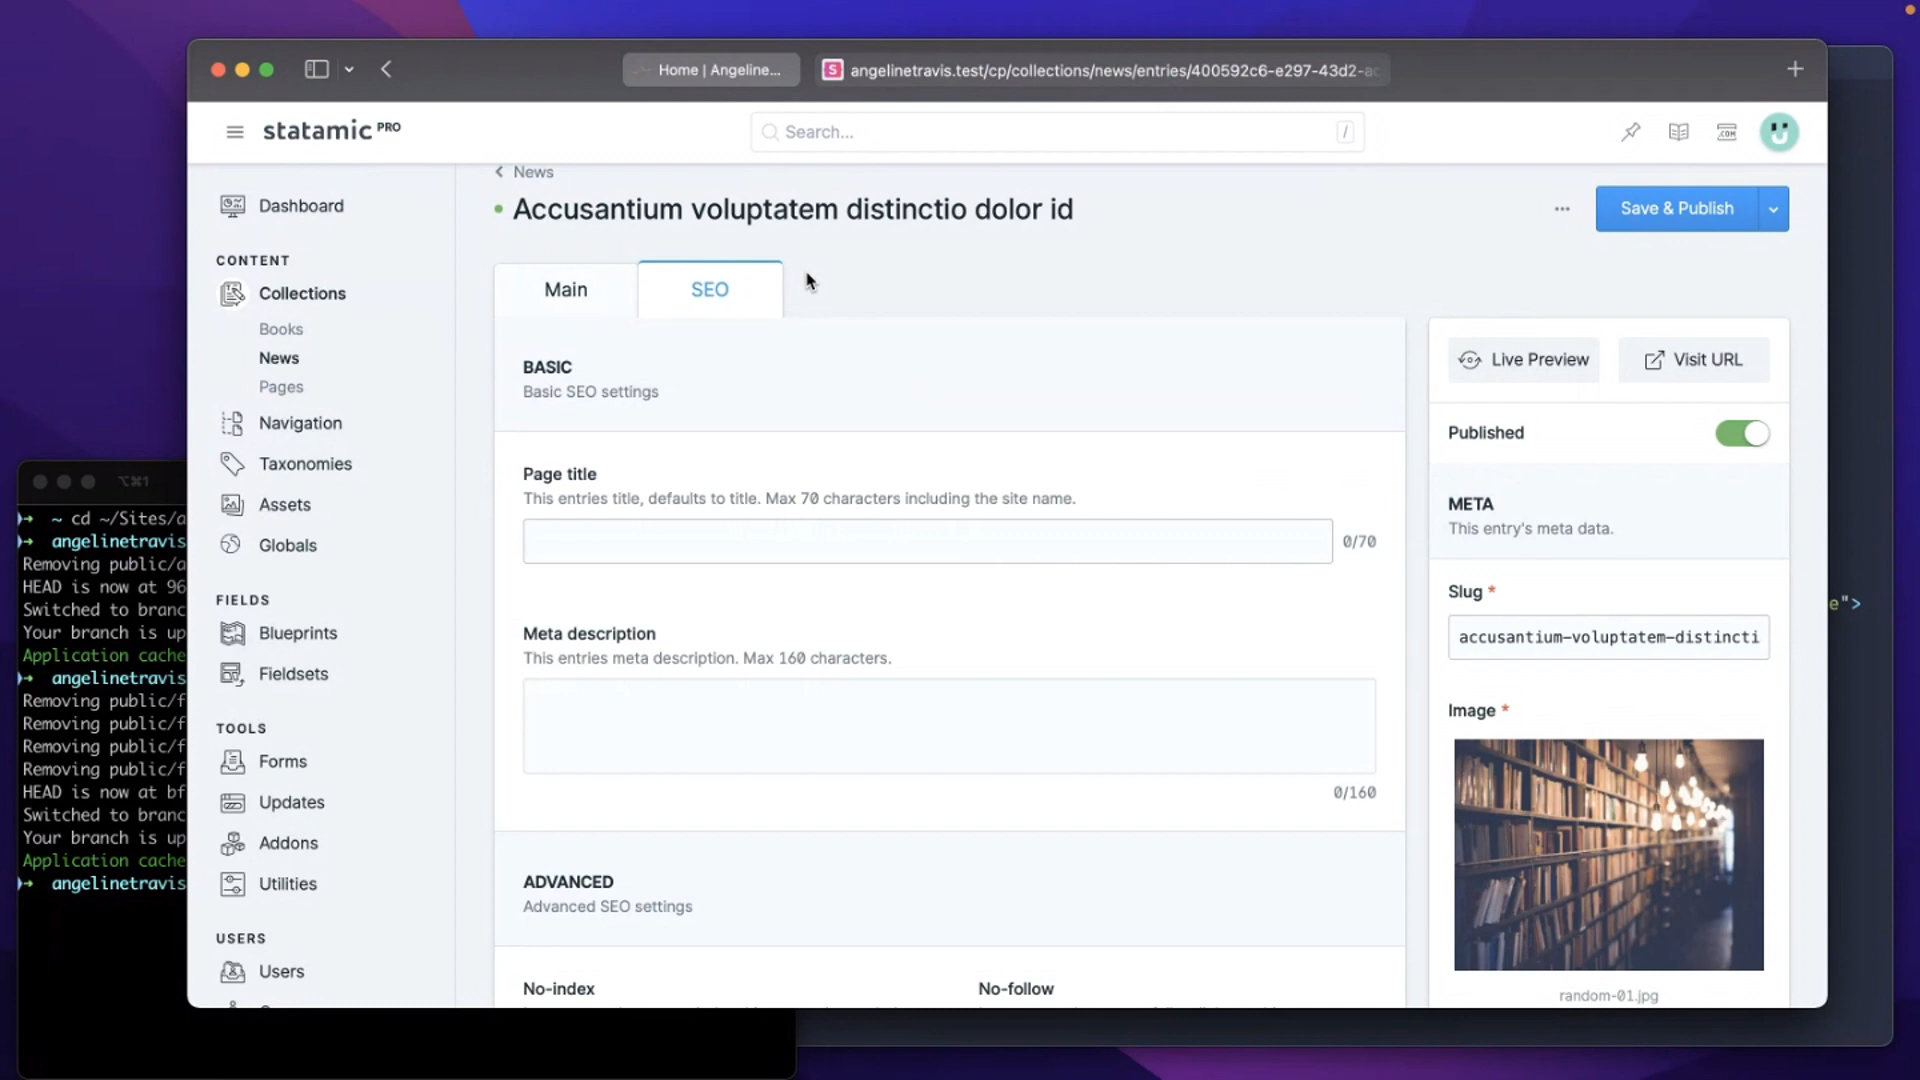 Home | Angeline...
S
angelinetravis.test/cp/collections/news/entries/400592c6-e297-43d2-ac
statamic PRO
Search...
/
.COM
Dashboard
CONTENT
Collections
Books
News
Pages
Navigation
Taxonomies
Assets
Globals
FIELDS
Blueprints
Fieldsets
TOOLS
Forms
Updates
Addons
Utilities
USERS
Users
News
Accusantium voluptatem distinctio dolor id
Save & Publish
Main
SEO
BASIC
Basic SEO settings
Page title
This entries title, defaults to title. Max 70 characters including the site name.
0/70
Meta description
This entries meta description. Max 160 characters.
0/160
ADVANCED
Advanced SEO settings
No-index
No-follow
Live Preview
Visit URL
Published
META
This entry's meta data.
Slug *
accusantium-voluptatem-distincti
Image *
random-01.jpg
⌥⌘1
~ cd ~/Sites/a
angelinetravis
Removing public/a
HEAD is now at 96
Switched to branc
Your branch is up
Application cache
angelinetravis
Removing public/f
Removing public/f
Removing public/f
Removing public/f
HEAD is now at bf
Switched to branc
Your branch is up
Application cache
angelinetravis
e">